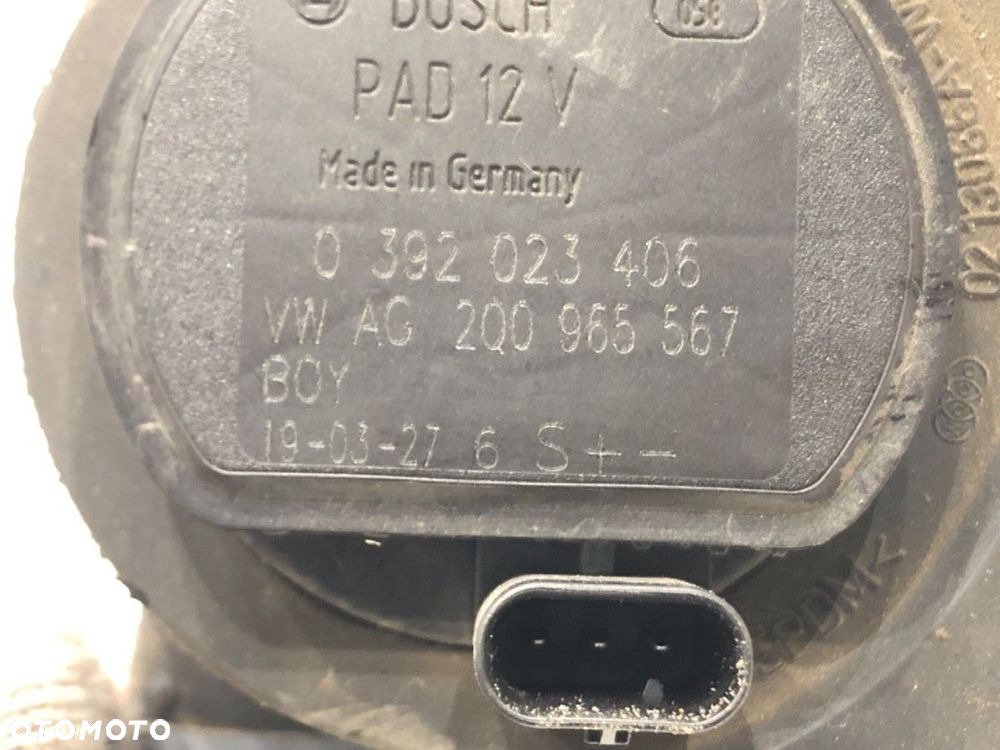 BOSCH
PAD 12 V
Made in Germany
0 392 023 406
VW AG 2Q0 965 567
BOY
19-03-27 6 S + -
OTOMOTO